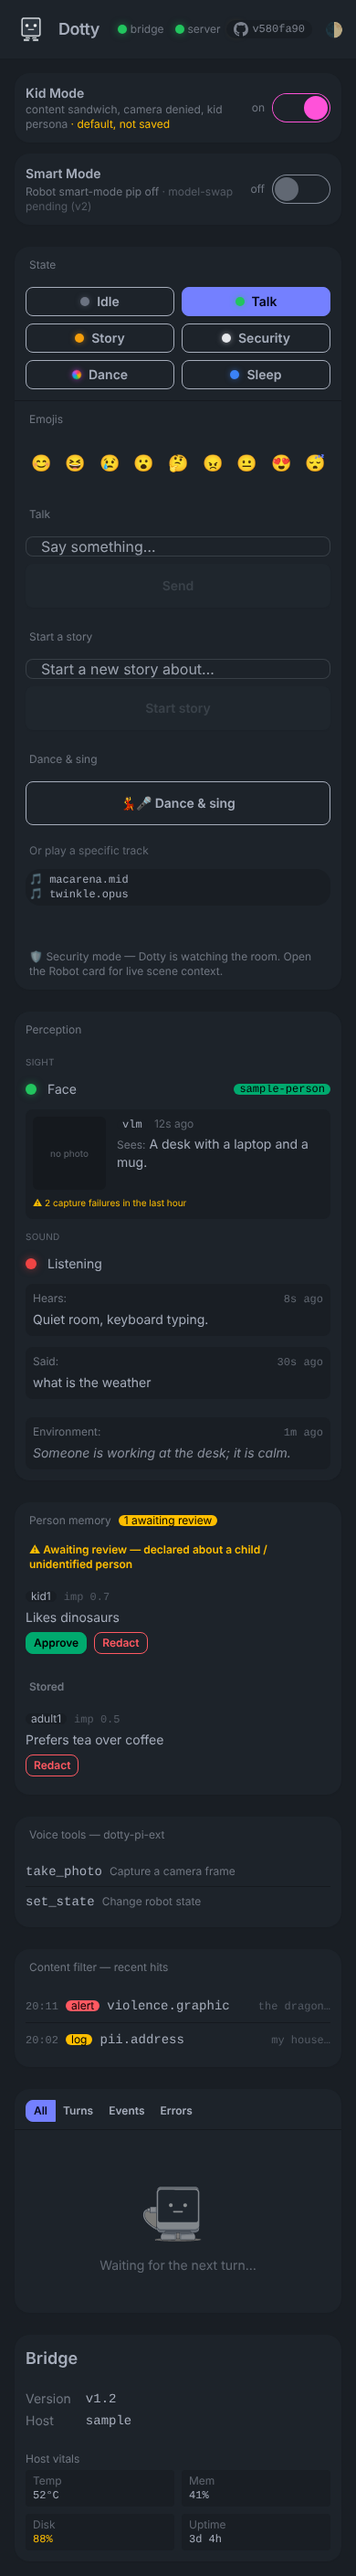 Dotty bridge server v580fa90
Kid Mode
content sandwich, camera denied, kid
persona · default, not saved
on
Smart Mode
Robot smart-mode pip off · model-swap
pending (v2)
off
State
Idle
Talk
Story
Security
Dance
Sleep
Emojis
Talk
Say something...
Send
Start a story
Start a new story about...
Start story
Dance & sing
Dance & sing
Or play a specific track
macarena.mid
twinkle.opus
Security mode — Dotty is watching the room. Open
the Robot card for live scene context.
Perception
SIGHT
Face sample-person
no photo
vlm 12s ago
Sees: A desk with a laptop and a
mug.
⚠ 2 capture failures in the last hour
SOUND
Listening
Hears: 8s ago
Quiet room, keyboard typing.
Said: 30s ago
what is the weather
Environment: 1m ago
Someone is working at the desk; it is calm.
Person memory 1 awaiting review
⚠ Awaiting review — declared about a child /
unidentified person
kid1 imp 0.7
Likes dinosaurs
Approve Redact
Stored
adult1 imp 0.5
Prefers tea over coffee
Redact
Voice tools — dotty-pi-ext
take_photo Capture a camera frame
set_state Change robot state
Content filter — recent hits
20:11 alert violence.graphic the dragon…
20:02 log pii.address my house…
All Turns Events Errors
Waiting for the next turn…
Bridge
Version v1.2
Host sample
Host vitals
Temp
52°C
Mem
41%
Disk
88%
Uptime
3d 4h